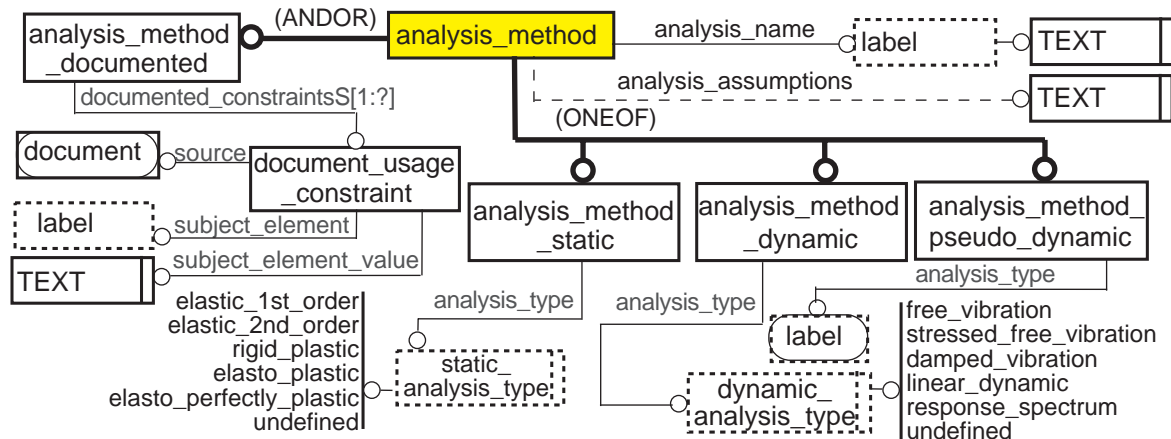 (ANDOR)
analysis_method
_documented
analysis_method
analysis_name
label
TEXT
analysis_assumptions
TEXT
documented_constraintsS[1:?]
(ONEOF)
document
source
document_usage
_constraint
label
subject_element
TEXT
subject_element_value
analysis_method
_static
analysis_method
_dynamic
analysis_method_
pseudo_dynamic
analysis_type
analysis_type
analysis_type
elastic_1st_order
elastic_2nd_order
rigid_plastic
elasto_plastic
elasto_perfectly_plastic
undefined
static_
analysis_type
label
dynamic_
analysis_type
free_vibration
stressed_free_vibration
damped_vibration
linear_dynamic
response_spectrum
undefined